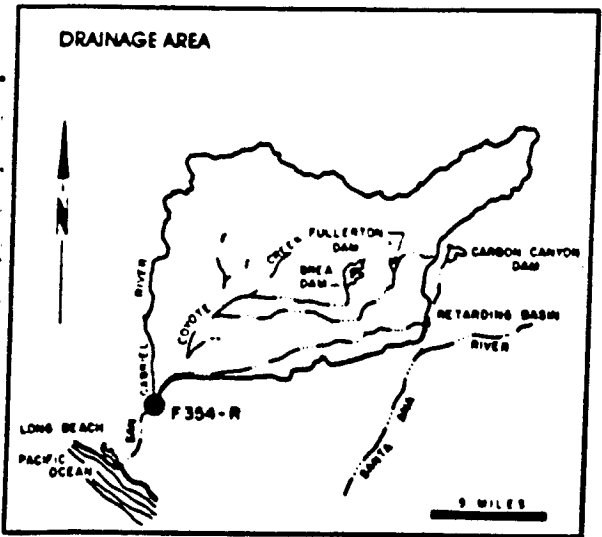 DRAINAGE AREA
N
FULLERTON
DAM
CREEK
BREA
DAM
CARBON CANYON
DAM
RIVER
COYOTE
RETARDING BASIN
RIVER
GABRIEL
F354-R
SAN
LONG BEACH
PACIFIC
OCEAN
SANTA ANA
9 MILES